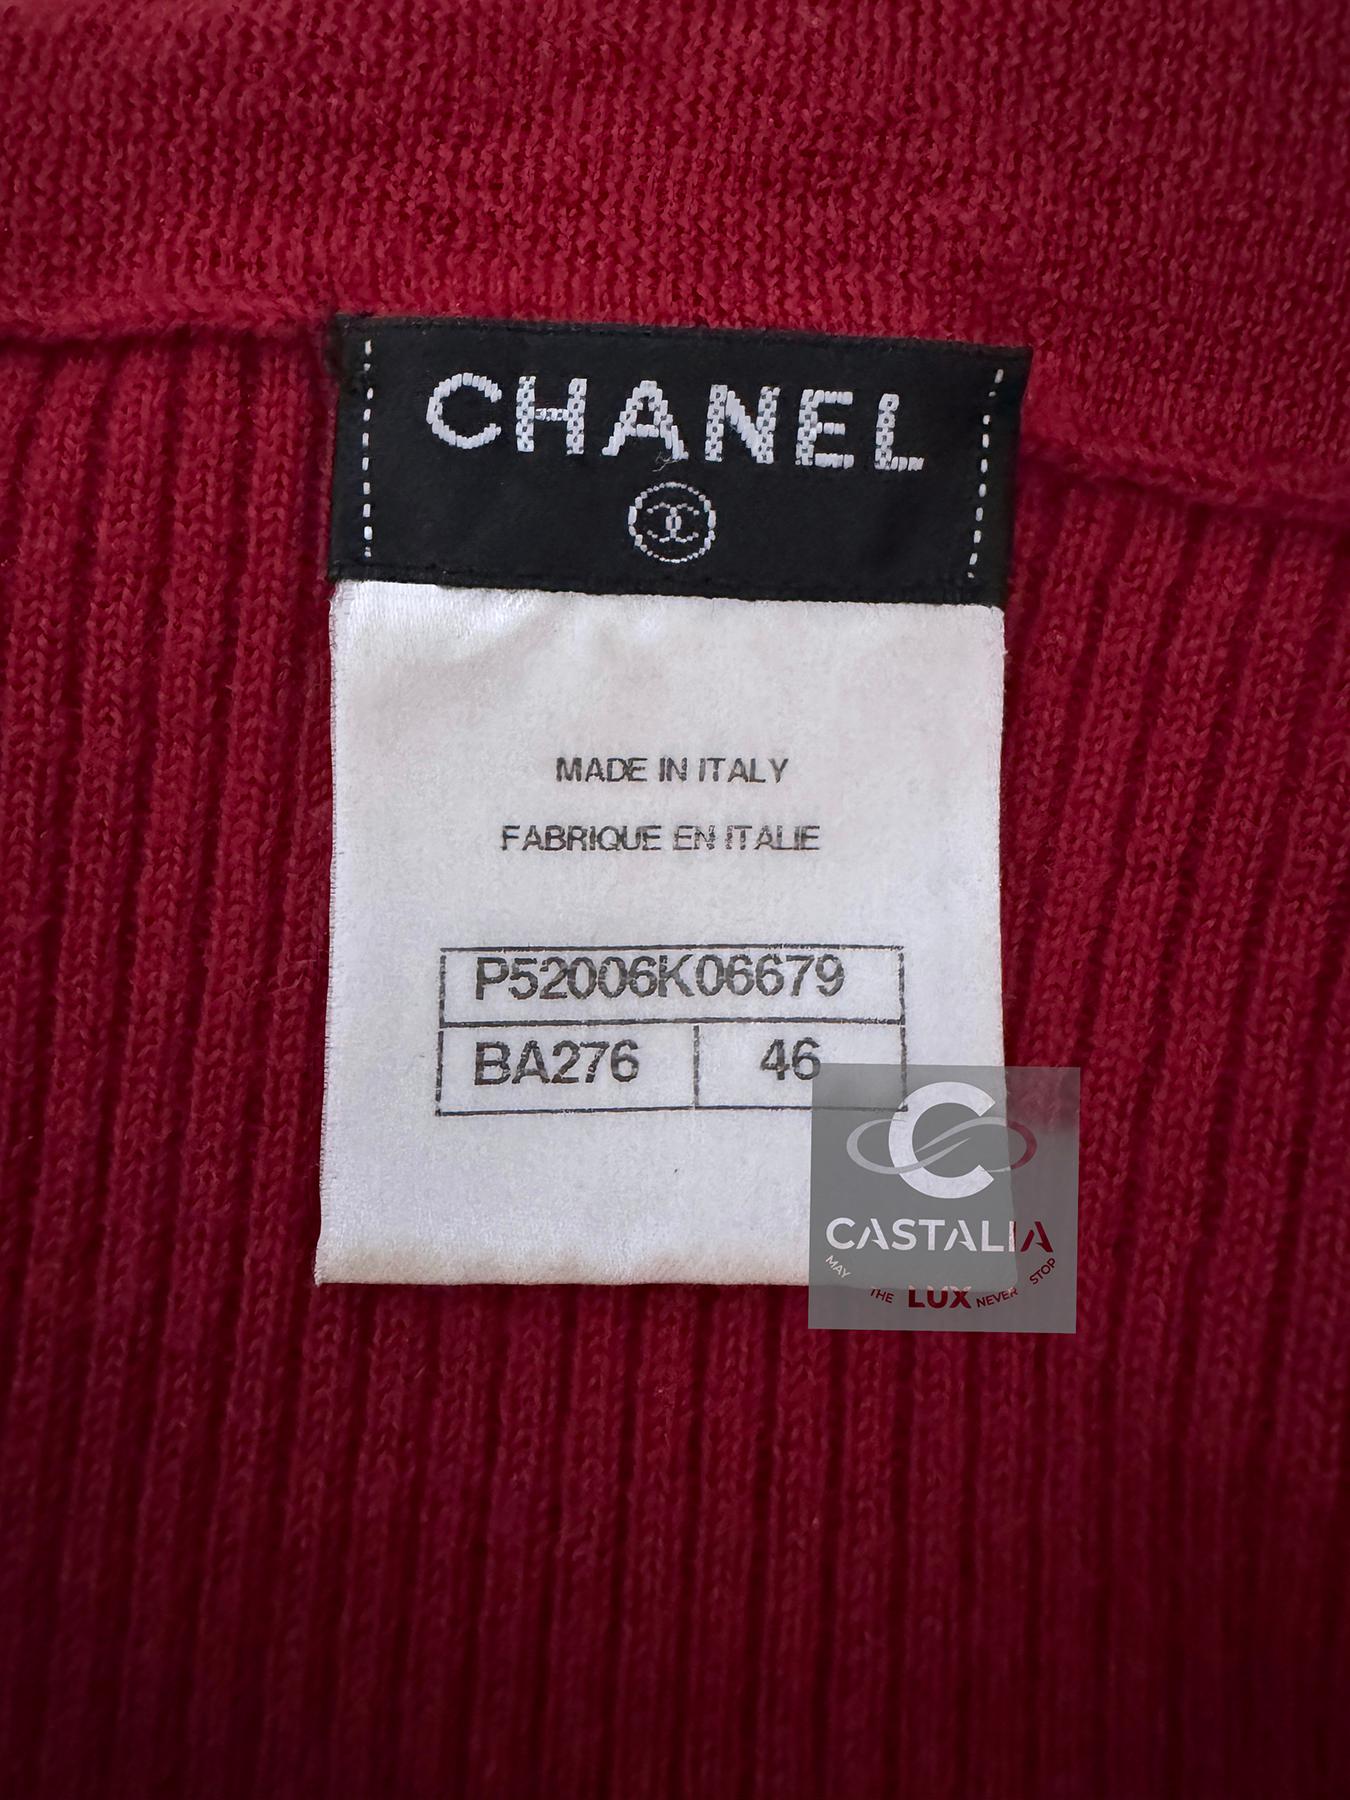 CHANEL
MADE IN ITALY
FABRIQUE EN ITALIE
P52006K06679
BA276 46
C
CASTALIA
MAY THE LUX NEVER STOP